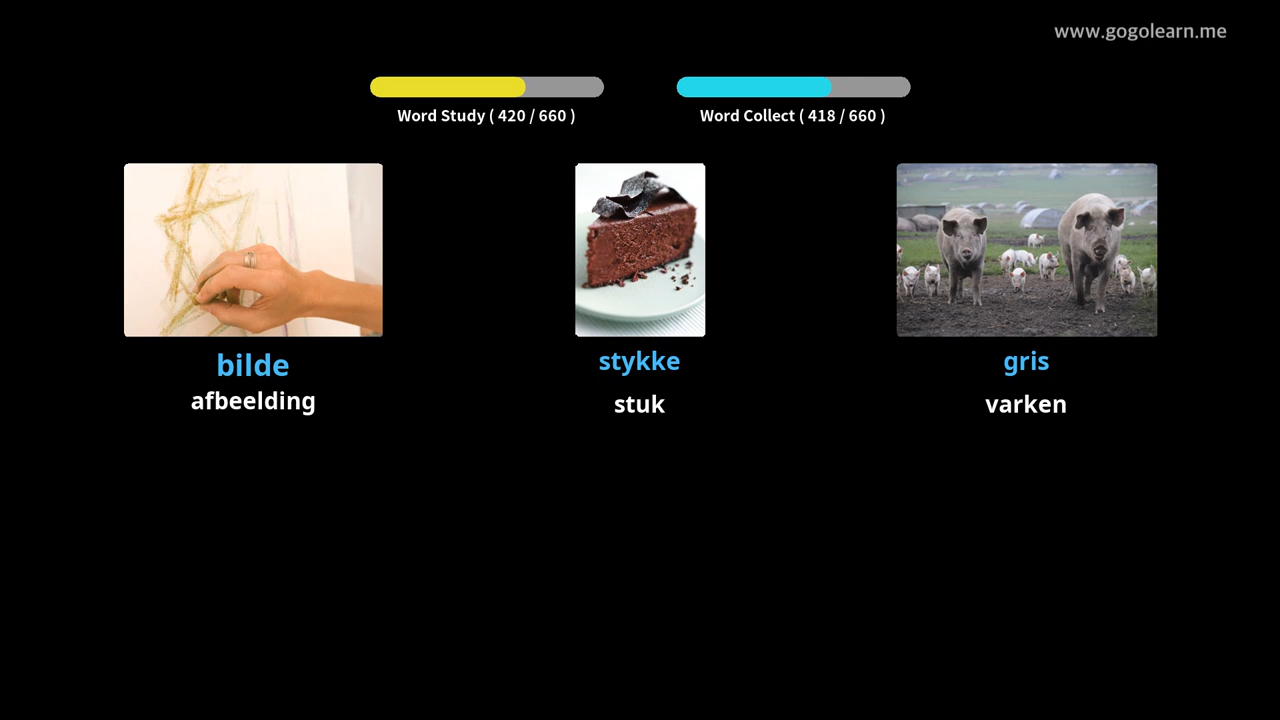 www.gogolearn.me
Word Study ( 420 / 660 )
Word Collect ( 418 / 660 )
bilde
afbeelding
stykke
stuk
gris
varken